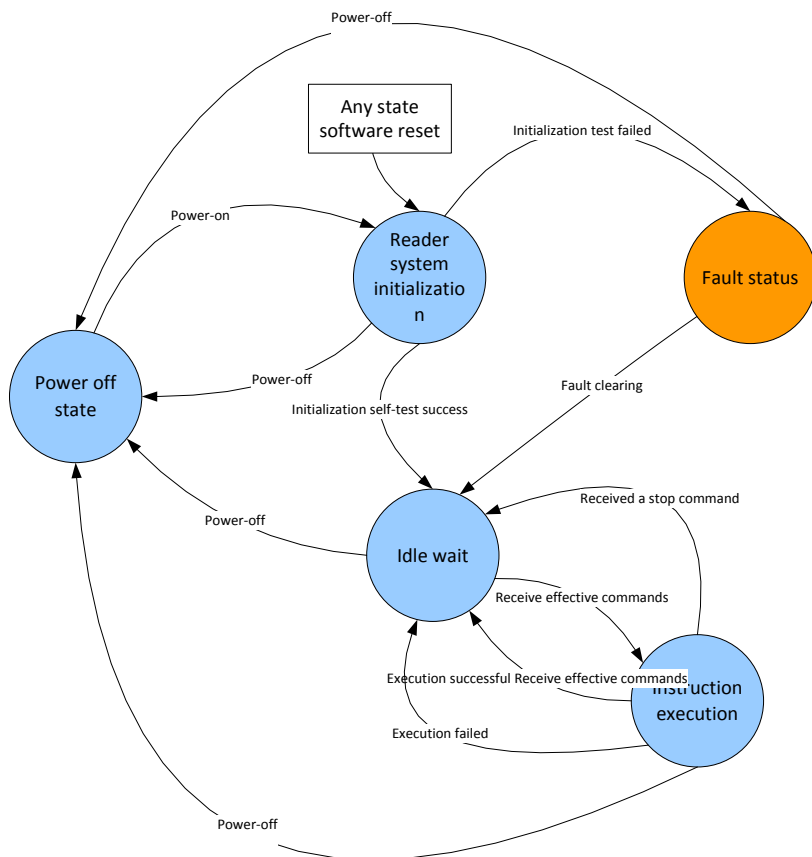 Power-off
Any state
software reset
Initialization test failed
Power-on
Reader
system
initializatio
n
Fault status
Power off
state
Power-off
Fault clearing
Initialization self-test success
Received a stop command
Power-off
Idle wait
Receive effective commands
Execution successful Receive effective commands
Instruction
execution
Execution failed
Power-off